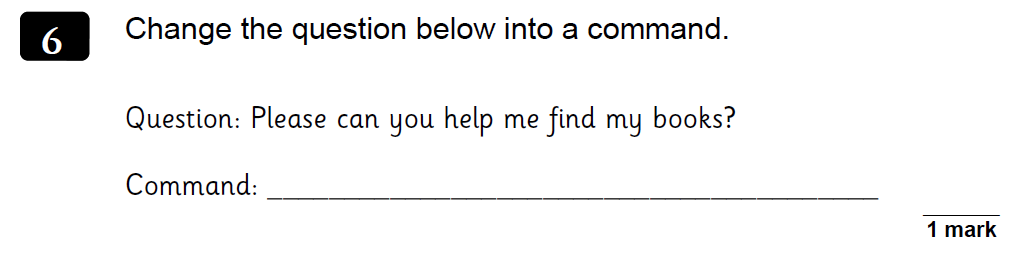 6 Change the question below into a command.
Question: Please can you help me find my books?
Command: ________________________________________
1 mark